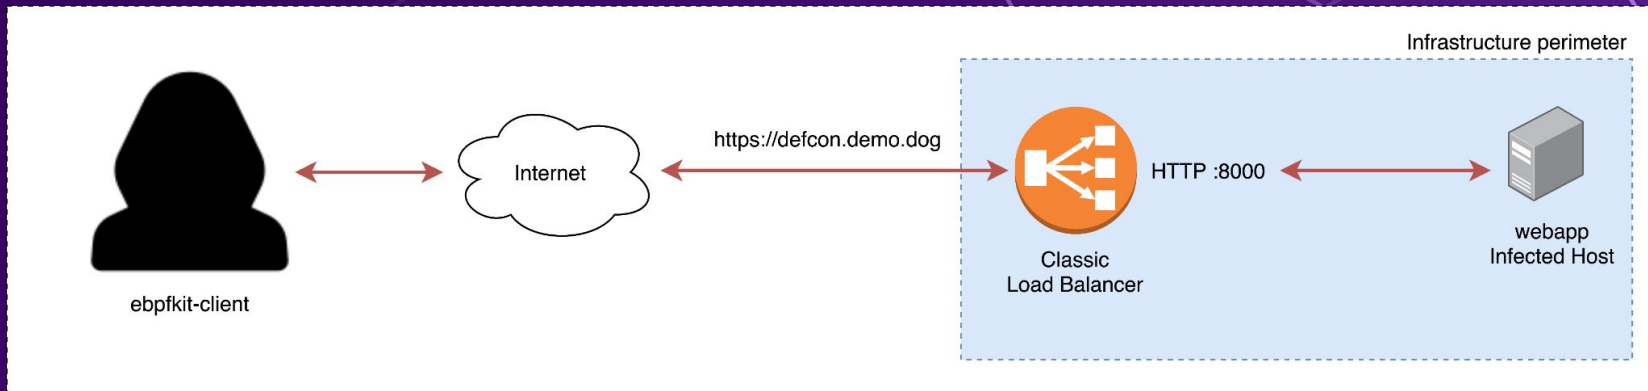 Infrastructure perimeter
https://defcon.demo.dog
Internet
HTTP :8000
ebpfkit-client
Classic
Load Balancer
webapp
Infected Host